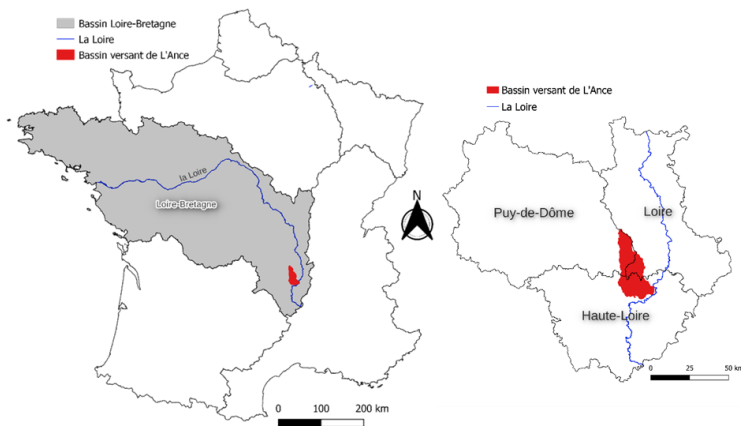 Bassin Loire-Bretagne
La Loire
Bassin versant de L'Ance
la Loire
Loire-Bretagne
N
0 100 200 km
Bassin versant de L'Ance
La Loire
Puy-de-Dôme
Loire
Haute-Loire
0 25 50 km